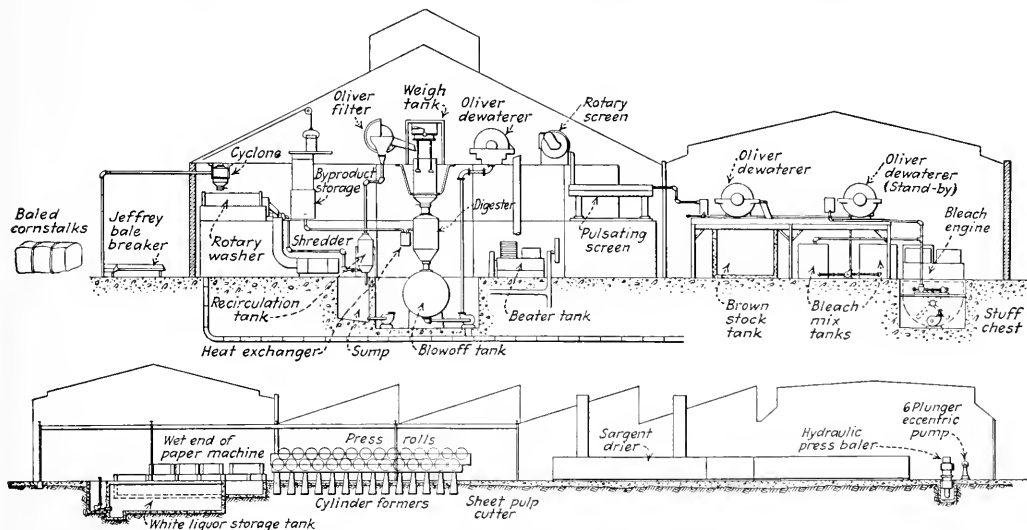 Oliver
filter
Weigh
tank
Oliver
dewaterer
Rotary
screen
Cyclone
Byproduct
storage
Oliver
dewaterer
Oliver
dewaterer
(Stand-by)
Baled
cornstalks
Jeffrey
bale
breaker
Rotary
washer
Shredder
Digester
Pulsating screen
Bleach
engine
Recirculation
tank
Beater tank
Brown
stock
tank
Bleach
mix
tanks
Stuff
chest
Heat exchanger
Sump
Blowoff tank
Wet end of
paper machine
Press rolls
Sargent
drier
Hydraulic
press baler
6 Plunger
eccentric
pump
Cylinder formers
Sheet pulp
cutter
White liquor storage tank